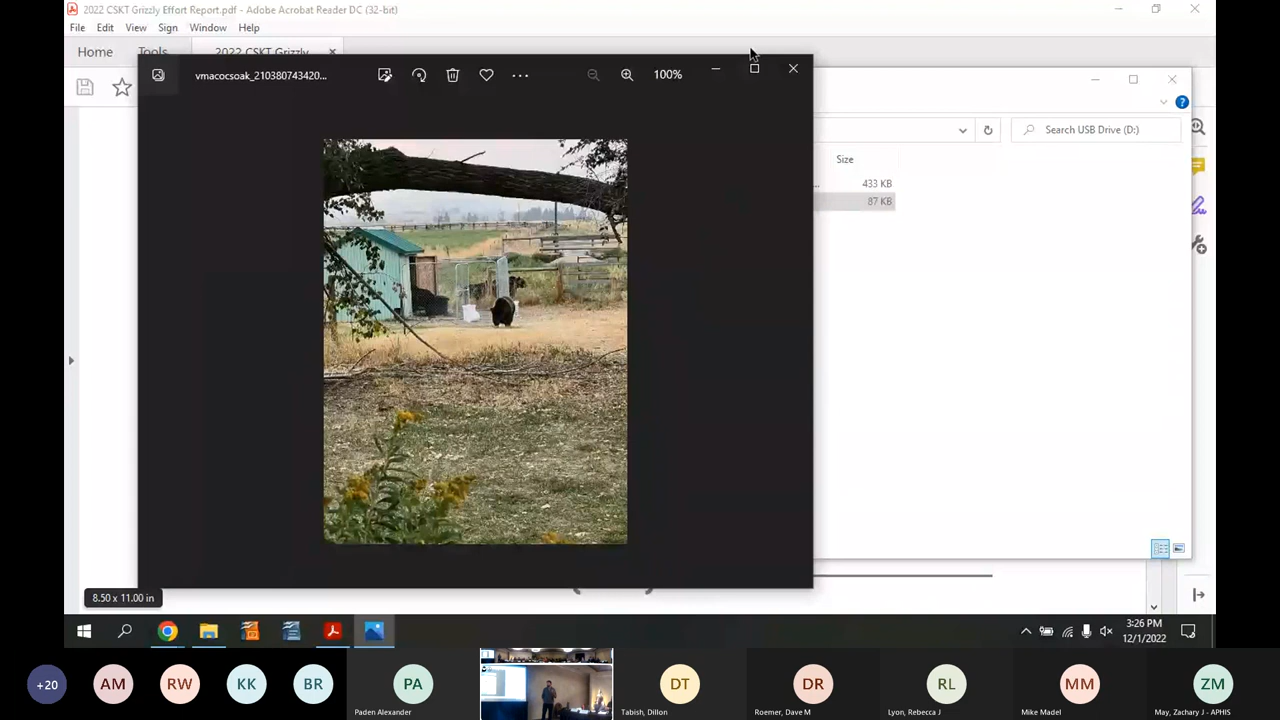 2022 CSKT Grizzly Effort Report.pdf - Adobe Acrobat Reader DC (32-bit)
File Edit View Sign Window Help
Home Tools 2022 CSKT Grizzly ...
vmacocsoak_210380743420...
100%
Search USB Drive (D:)
Size
... 433 KB
87 KB
8.50 x 11.00 in
3:26 PM
12/1/2022
+20 AM RW KK BR PA DT DR RL MM ZM
Paden Alexander Tabish, Dillon Roemer, Dave M Lyon, Rebecca J Mike Madel May, Zachary J - APHIS